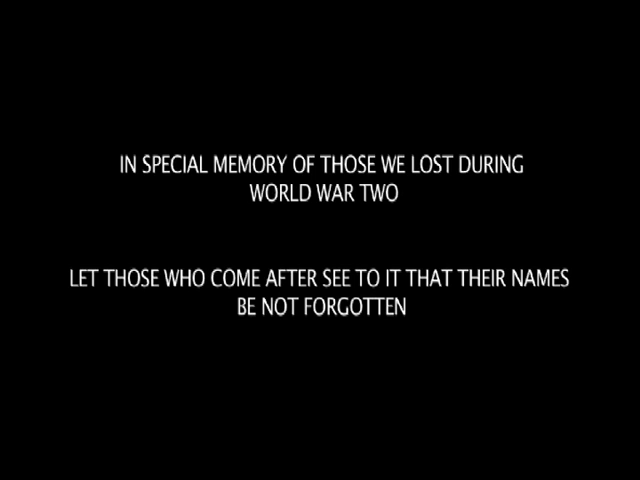 IN SPECIAL MEMORY OF THOSE WE LOST DURING
WORLD WAR TWO
LET THOSE WHO COME AFTER SEE TO IT THAT THEIR NAMES
BE NOT FORGOTTEN